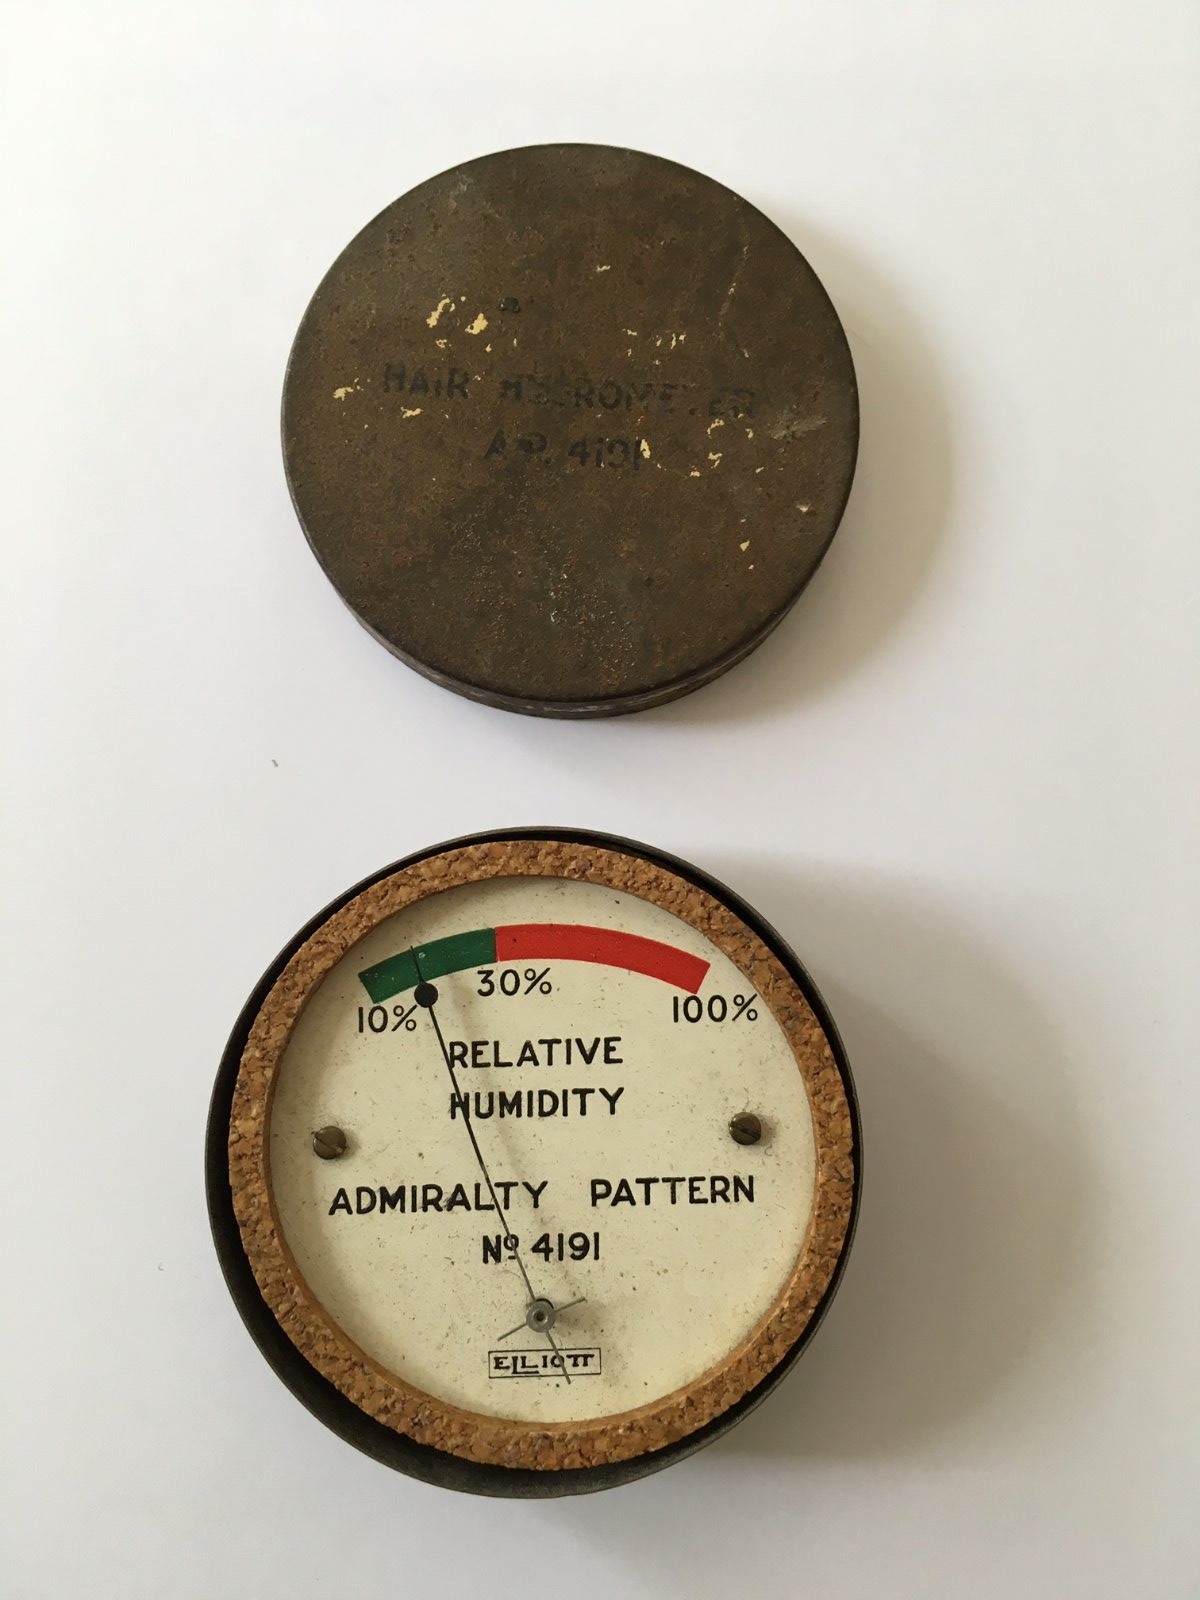 HAIR HYGROMETER
A.P. 4191
10%
30%
100%
RELATIVE
HUMIDITY
ADMIRALTY PATTERN
Nº 4191
ELLIOTT